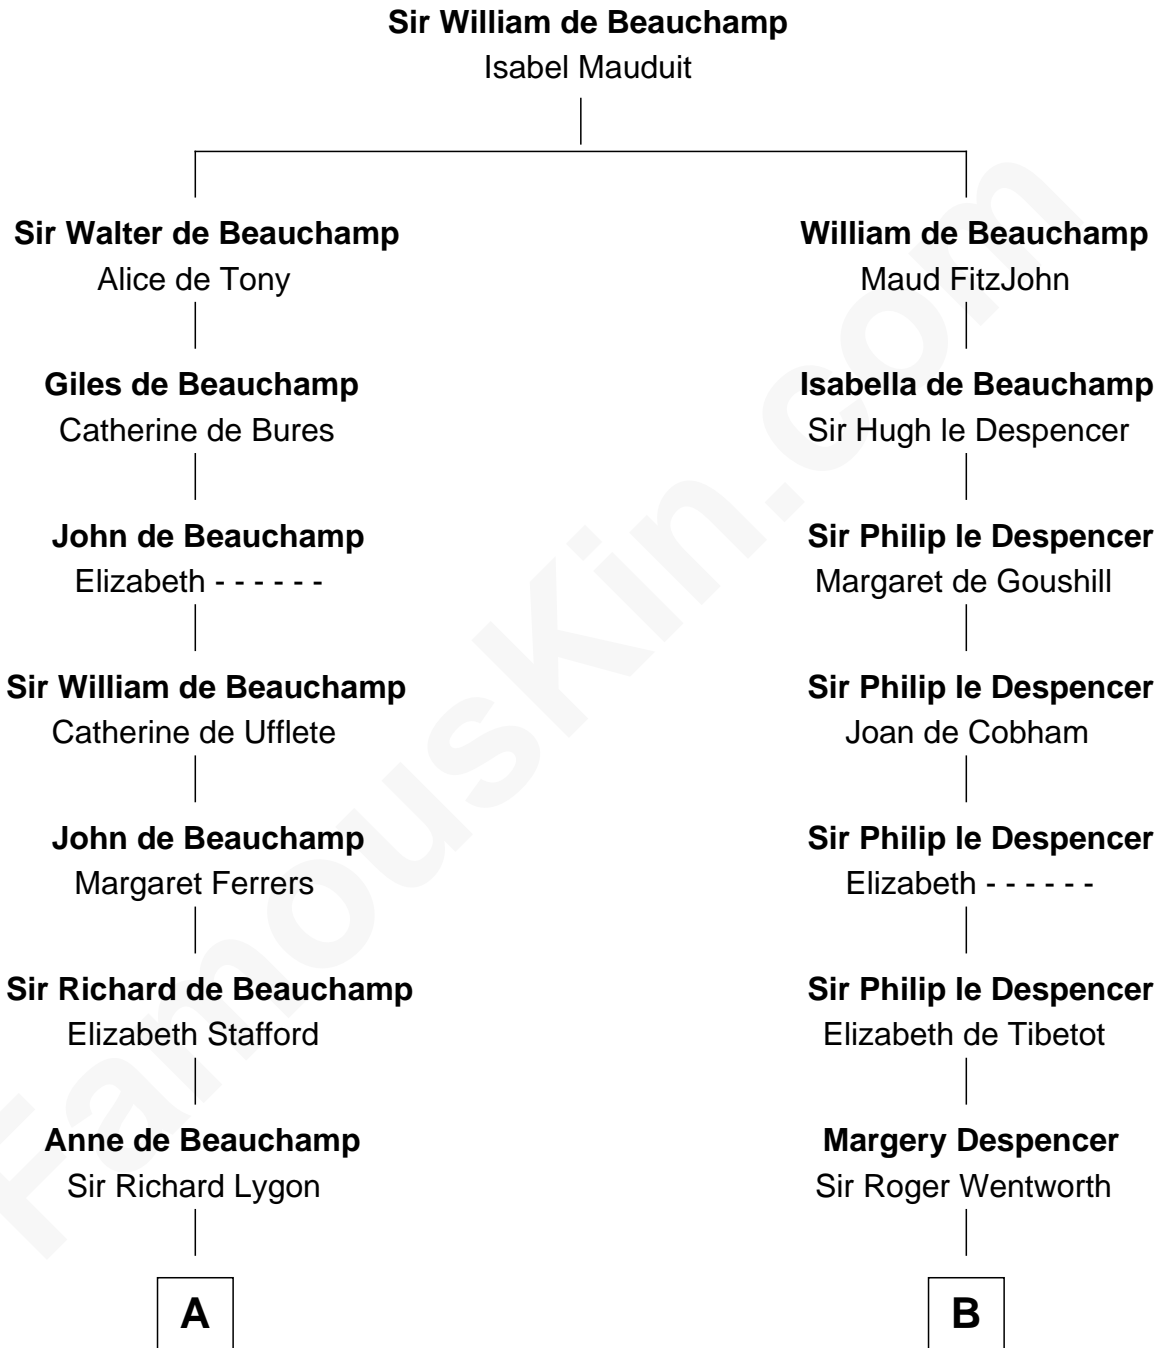 Sir William de Beauchamp
Isabel Mauduit
Sir Walter de Beauchamp
Alice de Tony
William de Beauchamp
Maud FitzJohn
Giles de Beauchamp
Catherine de Bures
Isabella de Beauchamp
Sir Hugh le Despencer
John de Beauchamp
Elizabeth - - - - - -
Sir Philip le Despencer
Margaret de Goushill
Sir William de Beauchamp
Catherine de Ufflete
Sir Philip le Despencer
Joan de Cobham
John de Beauchamp
Margaret Ferrers
Sir Philip le Despencer
Elizabeth - - - - - -
Sir Richard de Beauchamp
Elizabeth Stafford
Sir Philip le Despencer
Elizabeth de Tibetot
Anne de Beauchamp
Sir Richard Lygon
Margery Despencer
Sir Roger Wentworth
A
B
FamousKin.com